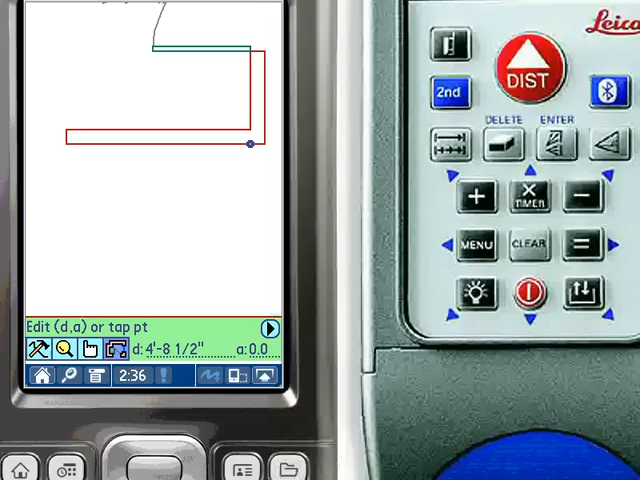 Leica
DIST
2nd
DELETE ENTER
+
×
TIMER
−
MENU
CLEAR
=
Edit (d,a) or tap pt
d: 4'-8 1/2" a: 0.0
2:36